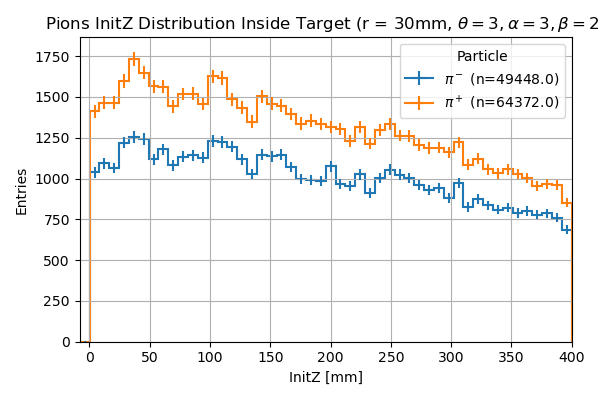 Pions InitZ Distribution Inside Target (r = 30mm, θ = 3, α = 3, β = 2
1750
1500
1250
1000
750
500
250
0
Entries
Particle
π⁻ (n=49448.0)
π⁺ (n=64372.0)
0 50 100 150 200 250 300 350 400
InitZ [mm]